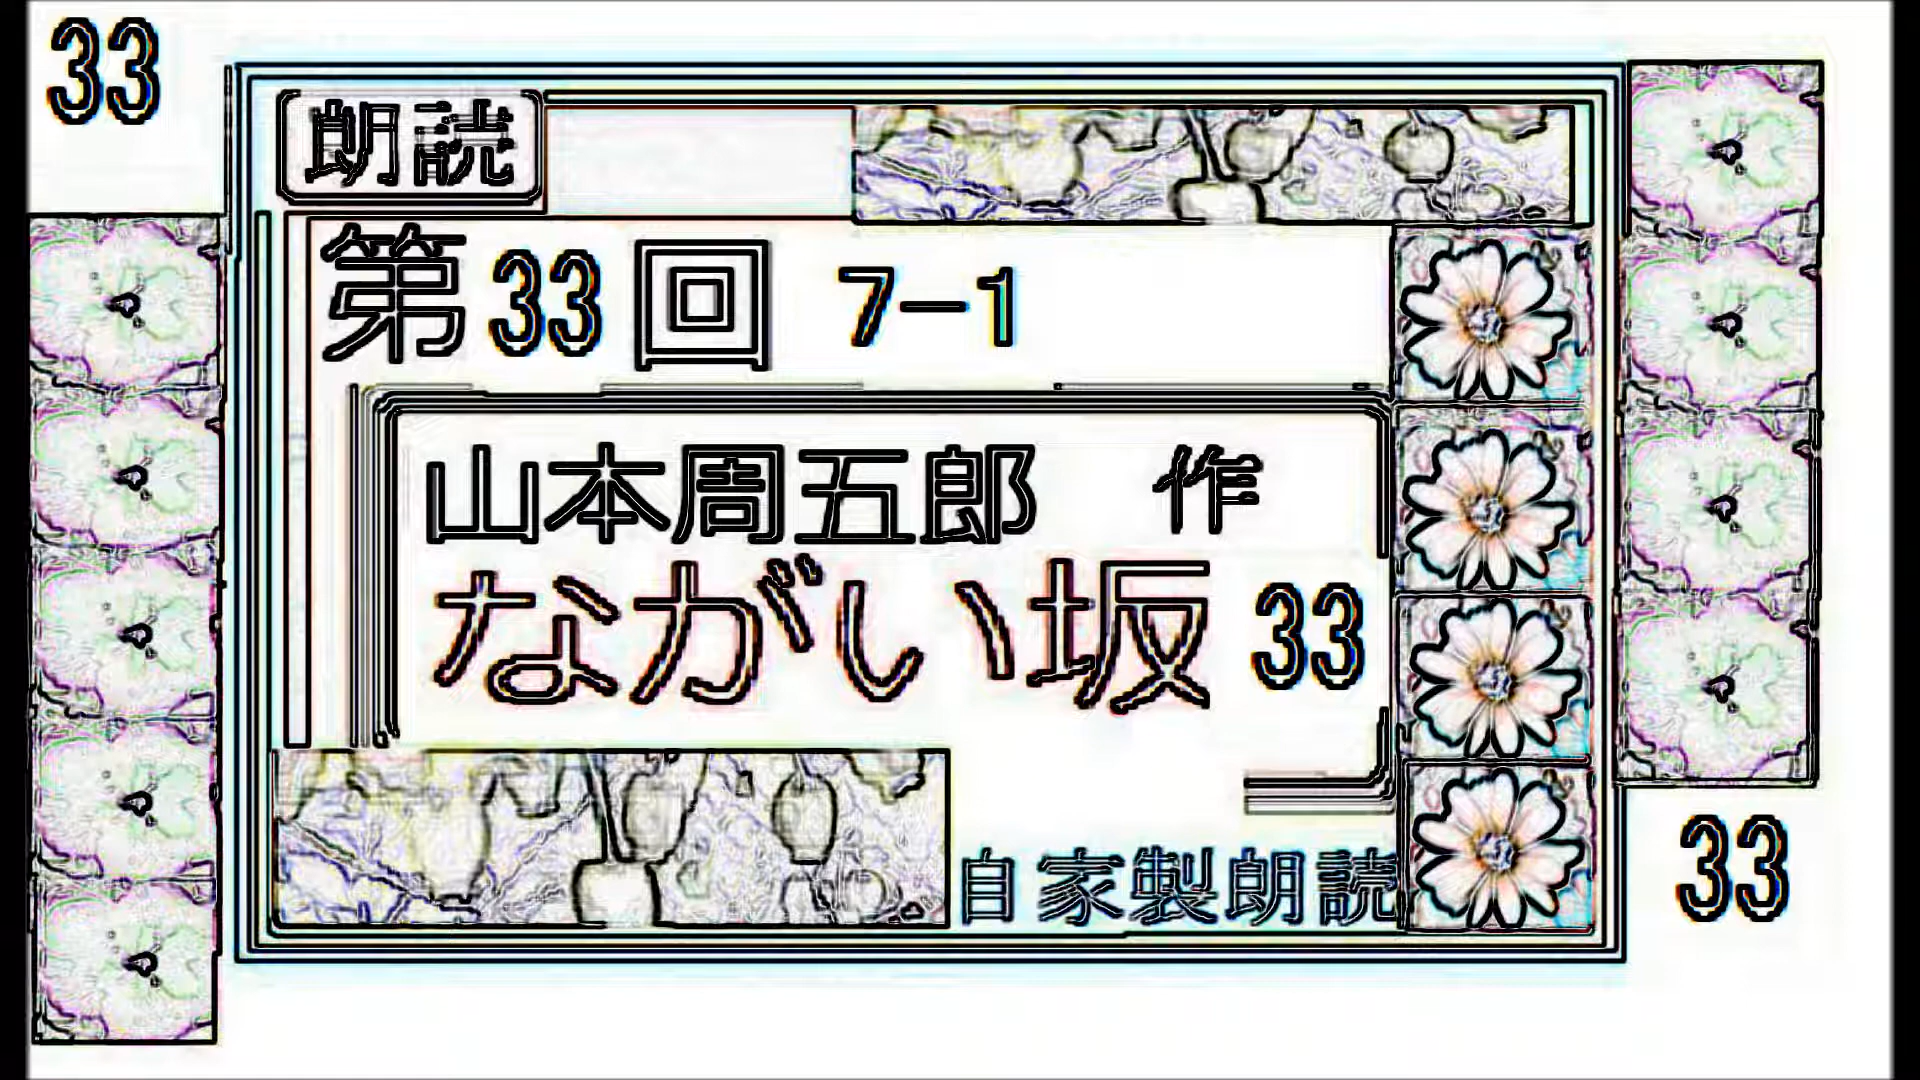 33
朗読
第33回 7-1
山本周五郎 作
ながい坂 33
自家製朗読
33